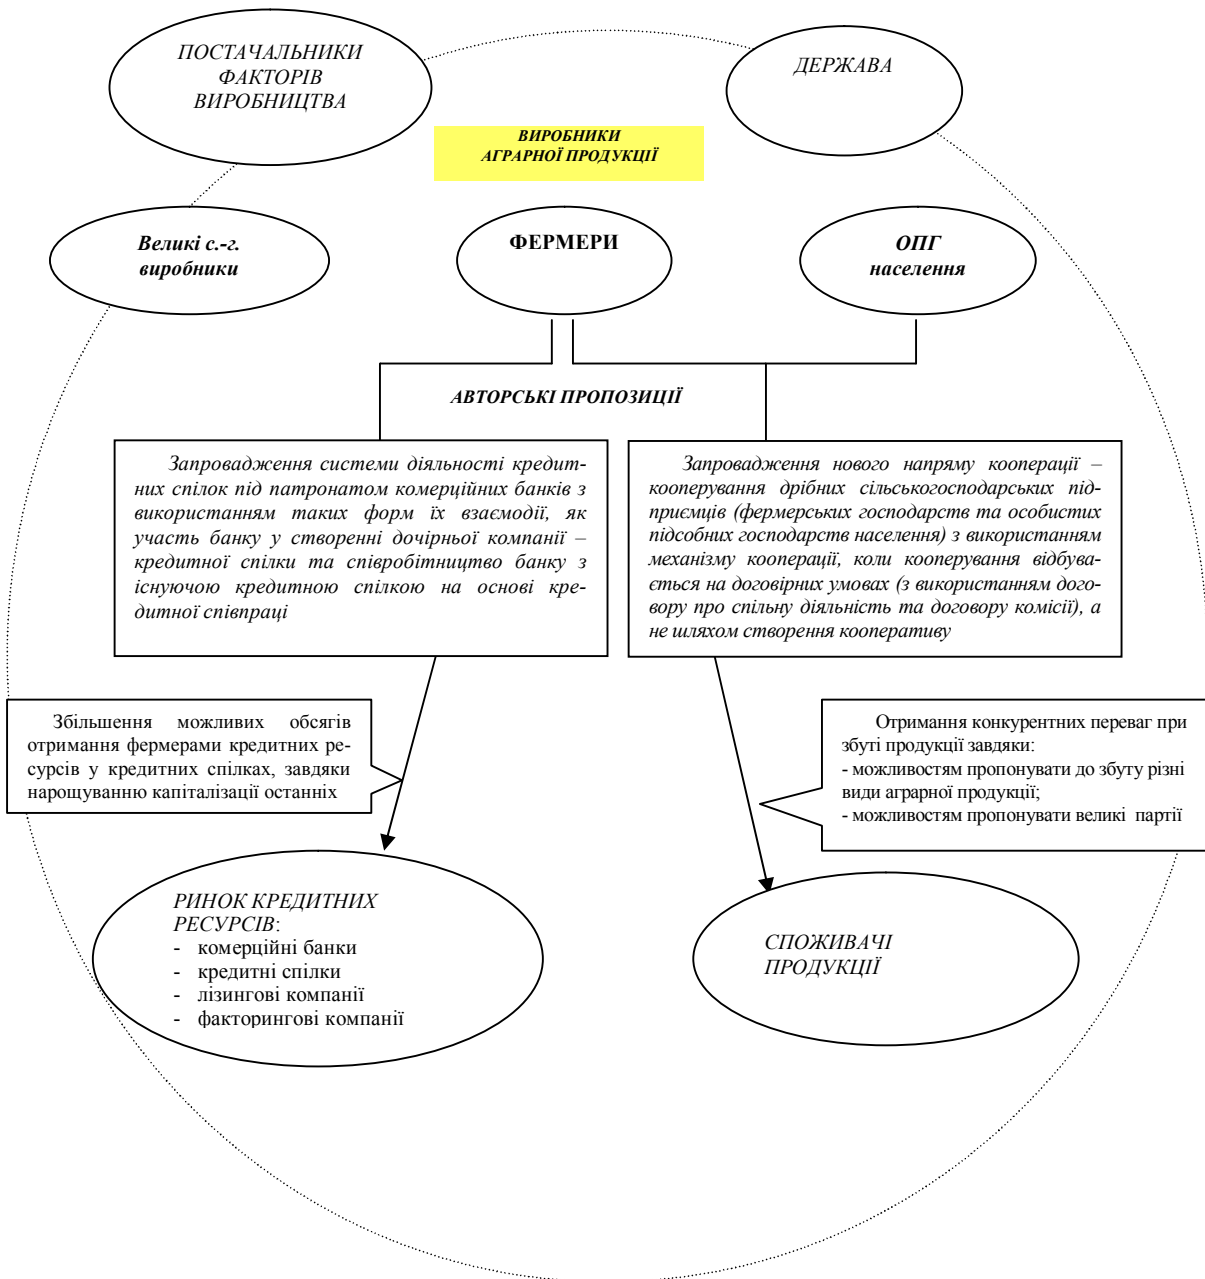 ПОСТАЧАЛЬНИКИ
ФАКТОРІВ
ВИРОБНИЦТВА
ДЕРЖАВА
ВИРОБНИКИ
АГРАРНОЇ ПРОДУКЦІЇ
Великі с.-г.
виробники
ФЕРМЕРИ
ОПГ
населення
АВТОРСЬКІ ПРОПОЗИЦІЇ
Запровадження системи діяльності кредит-
них спілок під патронатом комерційних банків з
використанням таких форм їх взаємодії, як
участь банку у створенні дочірньої компанії –
кредитної спілки та співробітництво банку з
існуючою кредитною спілкою на основі кре-
дитної співпраці
Запровадження нового напряму кооперації –
кооперування дрібних сільськогосподарських під-
приємців (фермерських господарств та особистих
підсобних господарств населення) з використанням
механізму кооперації, коли кооперування відбува-
ється на договірних умовах (з використанням дого-
вору про спільну діяльність та договору комісії), а
не шляхом створення кооперативу
Збільшення можливих обсягів
отримання фермерами кредитних ре-
сурсів у кредитних спілках, завдяки
нарощуванню капіталізації останніх
Отримання конкурентних переваг при
збуті продукції завдяки:
- можливостям пропонувати до збуту різні
види аграрної продукції;
- можливостям пропонувати великі партії
РИНОК КРЕДИТНИХ
РЕСУРСІВ:
- комерційні банки
- кредитні спілки
- лізингові компанії
- факторингові компанії
СПОЖИВАЧІ
ПРОДУКЦІЇ